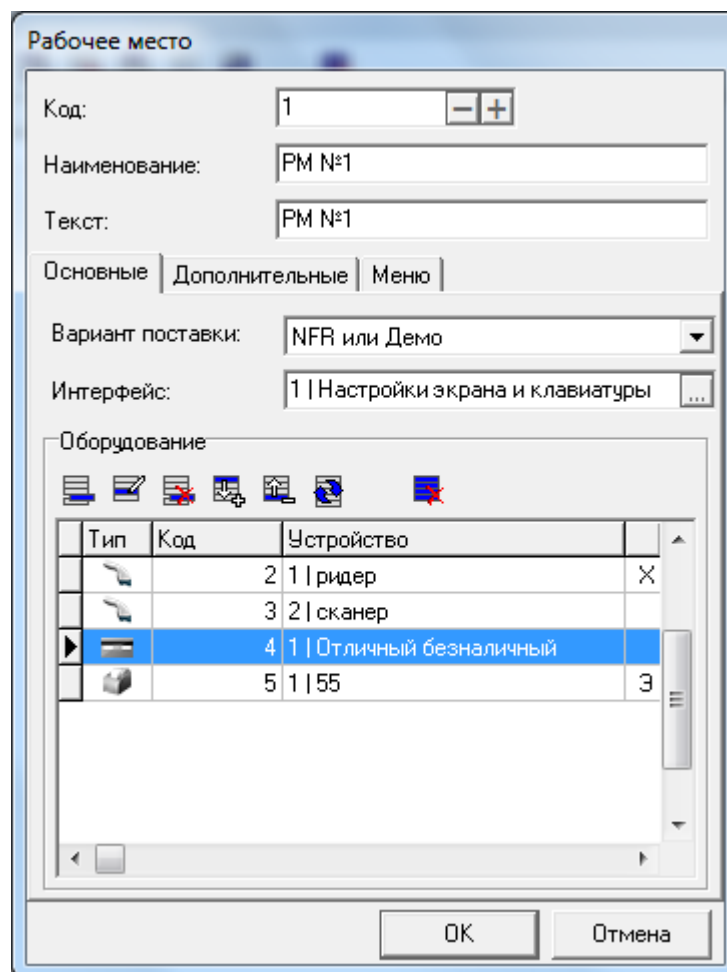 Рабочее место
Код: 1
Наименование: РМ №1
Текст: РМ №1
Основные Дополнительные Меню
Вариант поставки: NFR или Демо
Интерфейс: 1 | Настройки экрана и клавиатуры ...
Оборудование
Тип Код Устройство
2 1 | ридер X
3 2 | сканер
4 1 | Отличный безналичный
5 1 | 55 Э
OK Отмена